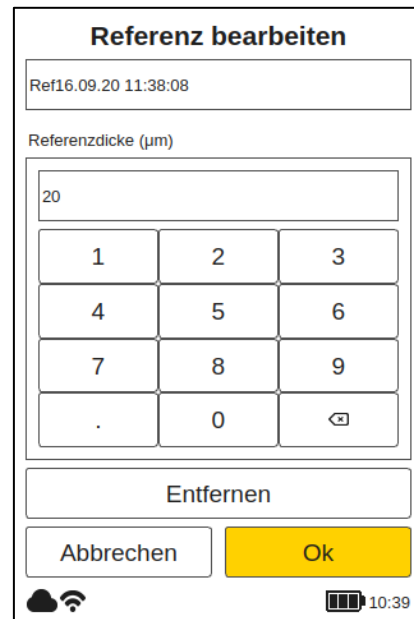 Referenz bearbeiten
Ref16.09.20 11:38:08
Referenzdicke (µm)
20
1 2 3
4 5 6
7 8 9
. 0
Entfernen
Abbrechen Ok
10:39